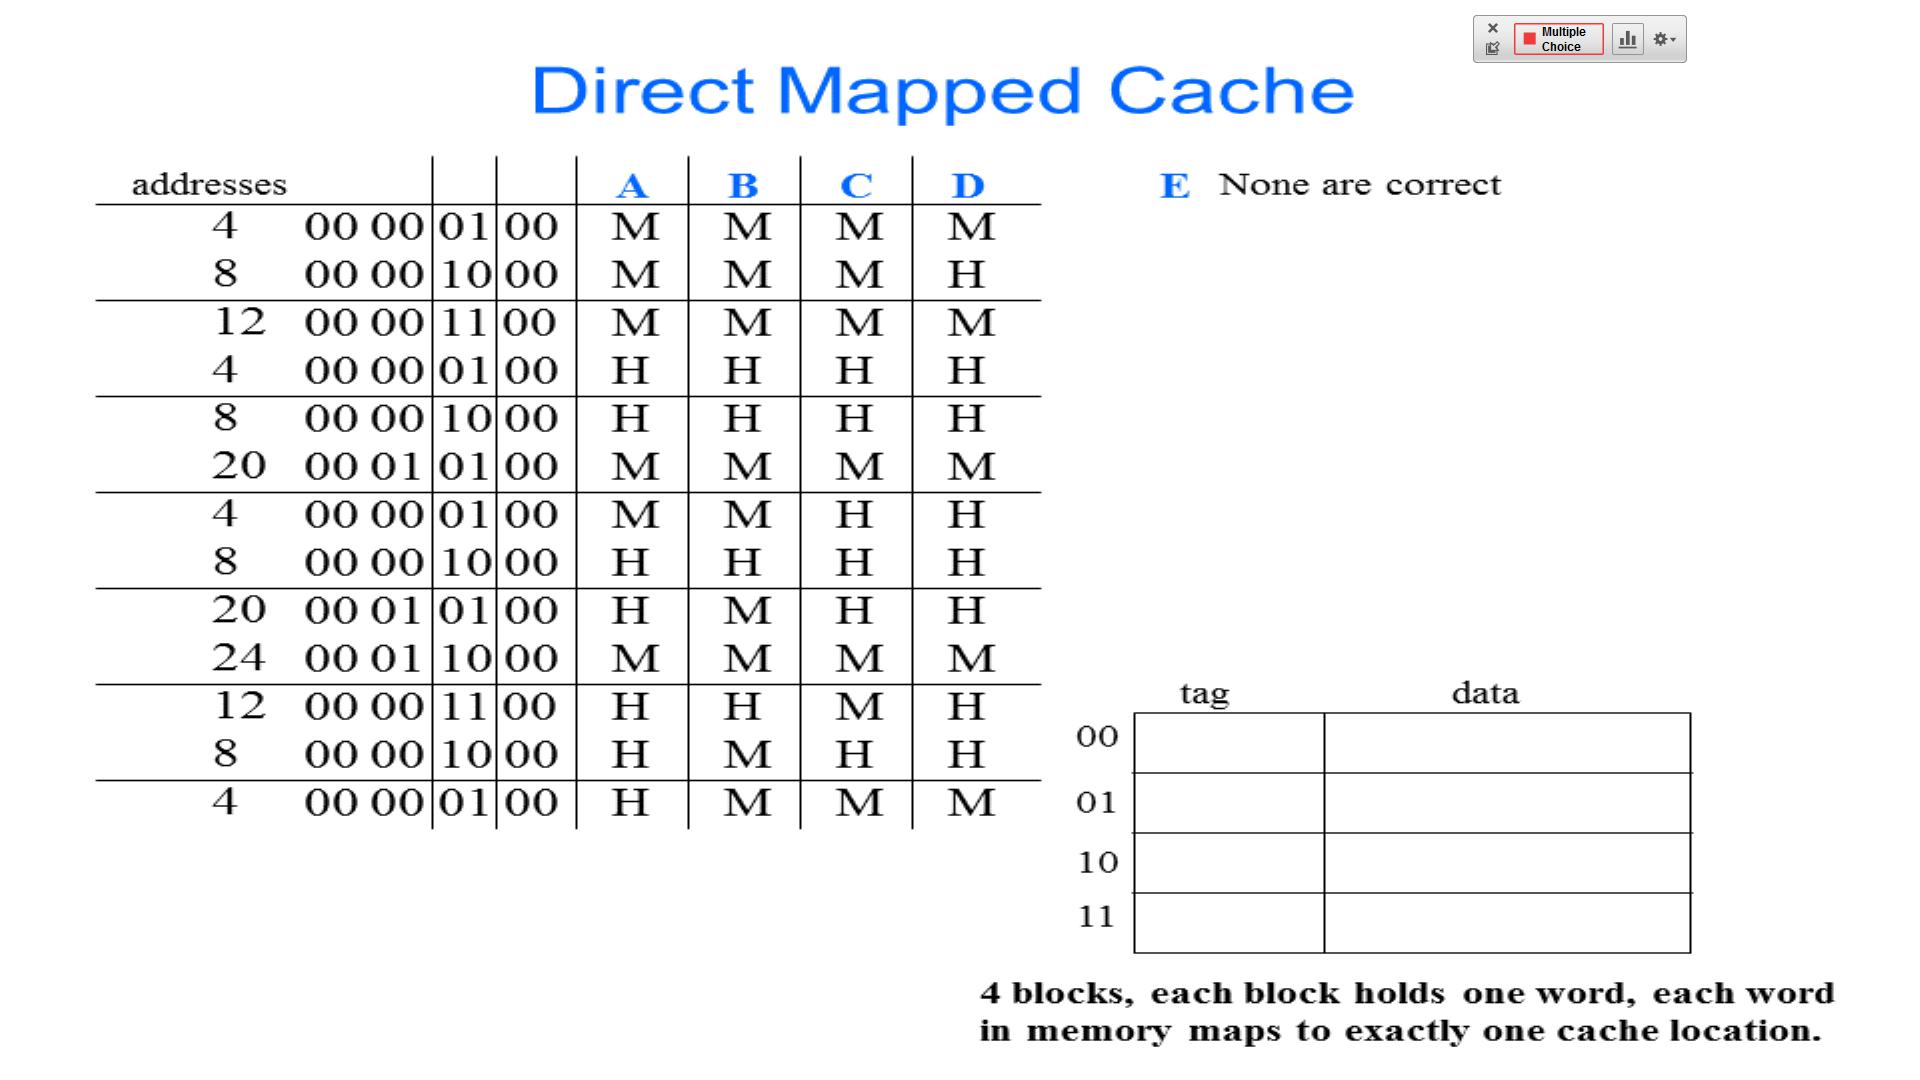 Multiple
Choice
Direct Mapped Cache
addresses A B C D E None are correct
4 00 00 01 00 M M M M
8 00 00 10 00 M M M H
12 00 00 11 00 M M M M
4 00 00 01 00 H H H H
8 00 00 10 00 H H H H
20 00 01 01 00 M M M M
4 00 00 01 00 M M H H
8 00 00 10 00 H H H H
20 00 01 01 00 H M H H
24 00 01 10 00 M M M M
12 00 00 11 00 H H M H
8 00 00 10 00 H M H H
4 00 00 01 00 H M M M
tag data
00
01
10
11
4 blocks, each block holds one word, each word
in memory maps to exactly one cache location.